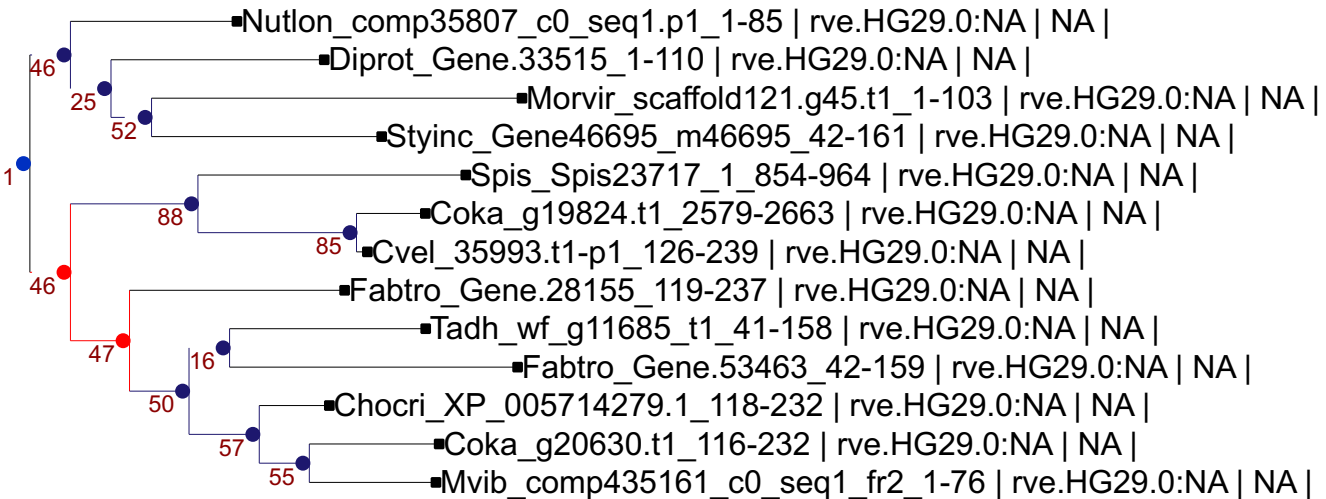 Nutlon_comp35807_c0_seq1.p1_1-85 | rve.HG29.0:NA | NA |
46
Diprot_Gene.33515_1-110 | rve.HG29.0:NA | NA |
25
Morvir_scaffold121.g45.t1_1-103 | rve.HG29.0:NA | NA |
52
Styinc_Gene46695_m46695_42-161 | rve.HG29.0:NA | NA |
1
Spis_Spis23717_1_854-964 | rve.HG29.0:NA | NA |
88
Coka_g19824.t1_2579-2663 | rve.HG29.0:NA | NA |
85
Cvel_35993.t1-p1_126-239 | rve.HG29.0:NA | NA |
46
Fabtro_Gene.28155_119-237 | rve.HG29.0:NA | NA |
Tadh_wf_g11685_t1_41-158 | rve.HG29.0:NA | NA |
47
16
Fabtro_Gene.53463_42-159 | rve.HG29.0:NA | NA |
50
Chocri_XP_005714279.1_118-232 | rve.HG29.0:NA | NA |
57
Coka_g20630.t1_116-232 | rve.HG29.0:NA | NA |
55
Mvib_comp435161_c0_seq1_fr2_1-76 | rve.HG29.0:NA | NA |